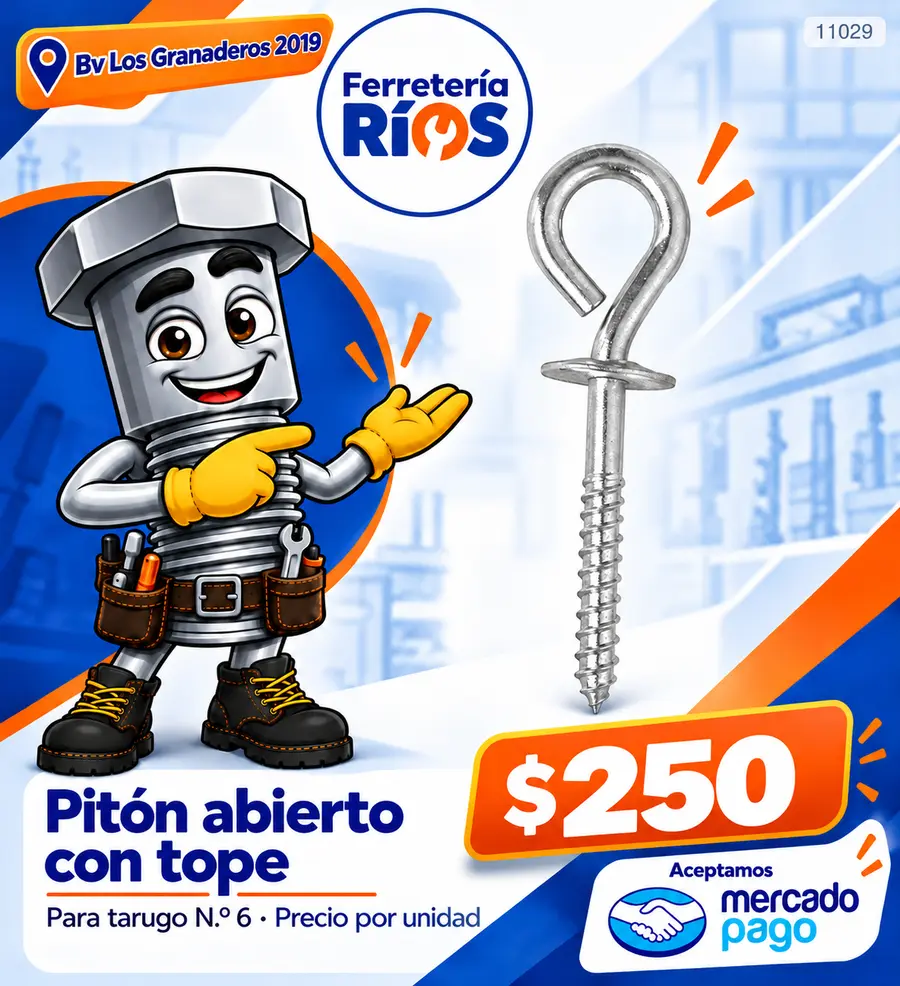 Bv Los Granaderos 2019
Ferretería
Ríos
11029
$250
Pitón abierto
con tope
Para tarugo N.º 6 · Precio por unidad
Aceptamos
mercado
pago